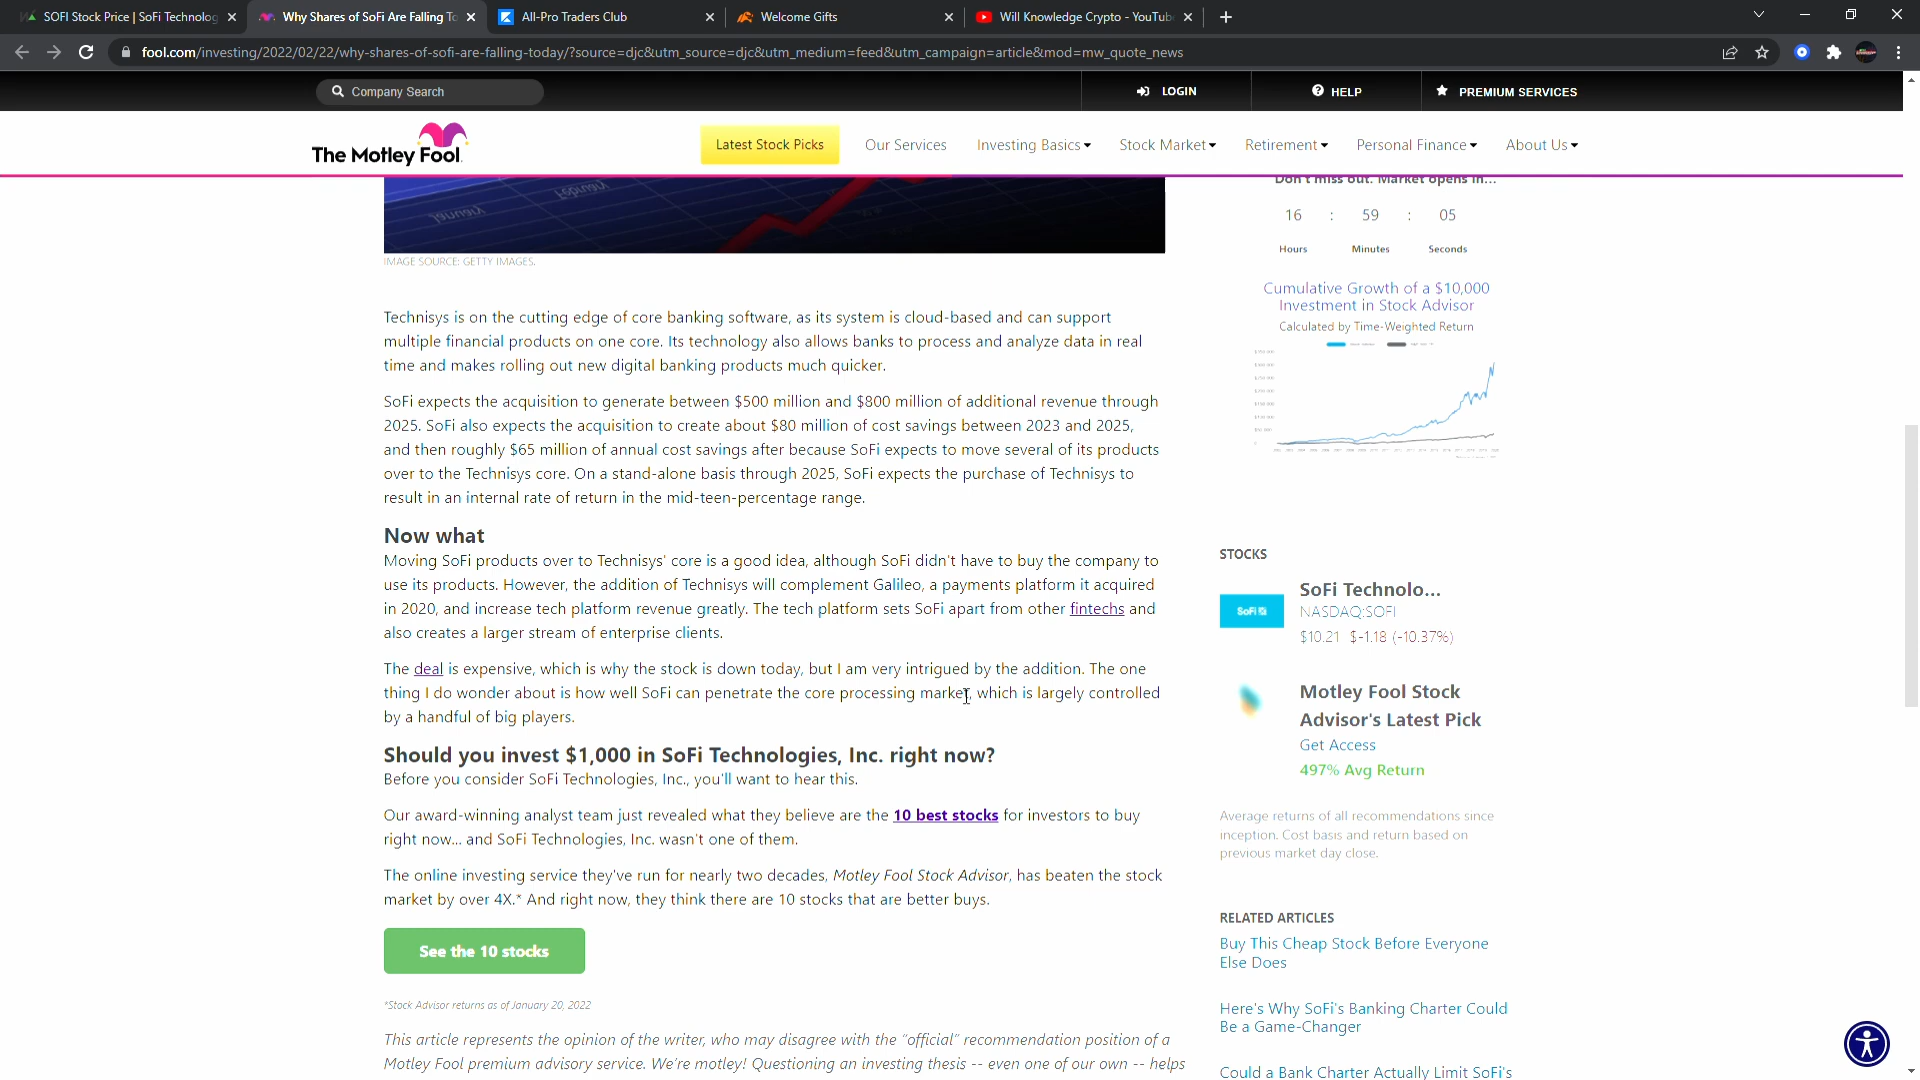 SOFI Stock Price | SoFi Technolog
Why Shares of SoFi Are Falling To
All-Pro Traders Club
Welcome Gifts
Will Knowledge Crypto - YouTub
fool.com/investing/2022/02/22/why-shares-of-sofi-are-falling-today/?source=djc&utm_source=djc&utm_medium=feed&utm_campaign=article&mod=mw_quote_news
Company Search
LOGIN
HELP
PREMIUM SERVICES
The Motley Fool
Latest Stock Picks
Our Services
Investing Basics
Stock Market
Retirement
Personal Finance
About Us
IMAGE SOURCE: GETTY IMAGES.
Technisys is on the cutting edge of core banking software, as its system is cloud-based and can support
multiple financial products on one core. Its technology also allows banks to process and analyze data in real
time and makes rolling out new digital banking products much quicker.
SoFi expects the acquisition to generate between $500 million and $800 million of additional revenue through
2025. SoFi also expects the acquisition to create about $80 million of cost savings between 2023 and 2025,
and then roughly $65 million of annual cost savings after because SoFi expects to move several of its products
over to the Technisys core. On a stand-alone basis through 2025, SoFi expects the purchase of Technisys to
result in an internal rate of return in the mid-teen-percentage range.
Now what
Moving SoFi products over to Technisys' core is a good idea, although SoFi didn't have to buy the company to
use its products. However, the addition of Technisys will complement Galileo, a payments platform it acquired
in 2020, and increase tech platform revenue greatly. The tech platform sets SoFi apart from other fintechs and
also creates a larger stream of enterprise clients.
The deal is expensive, which is why the stock is down today, but I am very intrigued by the addition. The one
thing I do wonder about is how well SoFi can penetrate the core processing market, which is largely controlled
by a handful of big players.
Should you invest $1,000 in SoFi Technologies, Inc. right now?
Before you consider SoFi Technologies, Inc., you'll want to hear this.
Our award-winning analyst team just revealed what they believe are the 10 best stocks for investors to buy
right now... and SoFi Technologies, Inc. wasn't one of them.
The online investing service they've run for nearly two decades, Motley Fool Stock Advisor, has beaten the stock
market by over 4X.* And right now, they think there are 10 stocks that are better buys.
See the 10 stocks
*Stock Advisor returns as of January 20, 2022
This article represents the opinion of the writer, who may disagree with the "official" recommendation position of a
Motley Fool premium advisory service. We're motley! Questioning an investing thesis -- even one of our own -- helps
Don't miss out. Market opens in...
16 : 59 : 05
Hours Minutes Seconds
Cumulative Growth of a $10,000
Investment in Stock Advisor
Calculated by Time-Weighted Return
STOCKS
SoFi
SoFi Technolo...
NASDAQ:SOFI
$10.21 $-1.18 (-10.37%)
Motley Fool Stock
Advisor's Latest Pick
Get Access
497% Avg Return
Average returns of all recommendations since
inception. Cost basis and return based on
previous market day close.
RELATED ARTICLES
Buy This Cheap Stock Before Everyone
Else Does
Here's Why SoFi's Banking Charter Could
Be a Game-Changer
Could a Bank Charter Actually Limit SoFi's